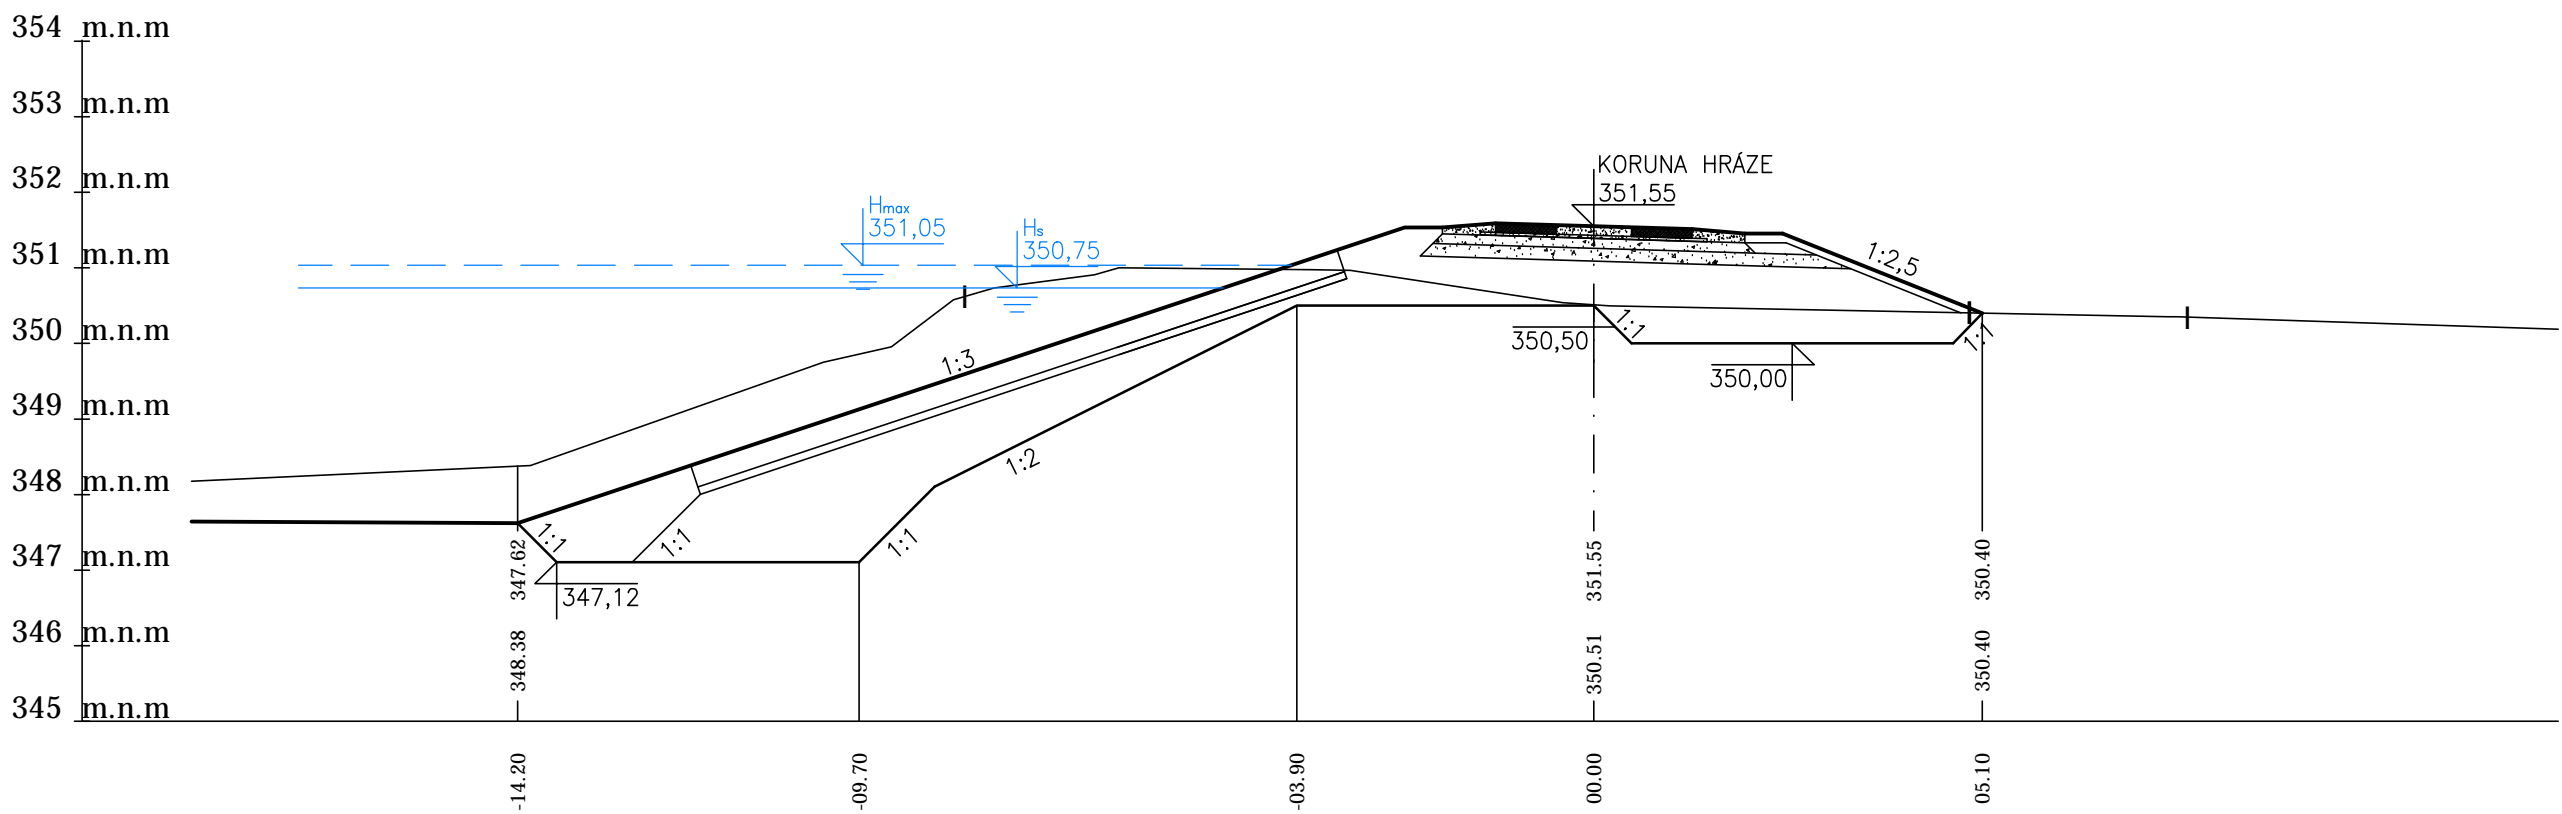 354 m.n.m
353 m.n.m
352 m.n.m
351 m.n.m
350 m.n.m
349 m.n.m
348 m.n.m
347 m.n.m
346 m.n.m
345 m.n.m
KORUNA HRÁZE
351,55
Hmax
351,05
Hs
350,75
1:2,5
1:3
1:1
350,50
1:1
350,00
1:2
1:1
1:1
1:1
347,12
347.62
348.38
351.55
350.51
350.40
350.40
-14.20
-09.70
-03.90
00.00
05.10